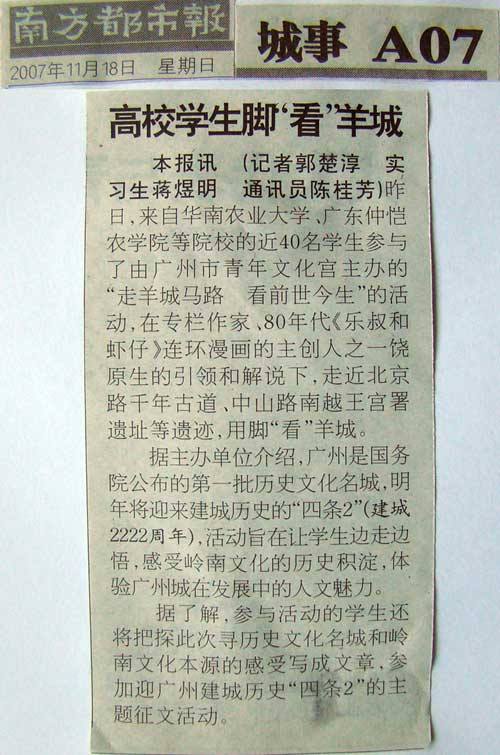 南方都市報
2007年11月18日 星期日
城事 A07
高校学生脚‘看’羊城
本报讯 (记者郭楚淳 实
习生蒋煜明 通讯员陈桂芳)昨
日,来自华南农业大学、广东仲恺
农学院等院校的近40名学生参与
了由广州市青年文化宫主办的
“走羊城马路 看前世今生”的活
动,在专栏作家、80年代《乐叔和
虾仔》连环漫画的主创人之一饶
原生的引领和解说下,走近北京
路千年古道、中山路南越王宫署
遗址等遗迹,用脚“看”羊城。
据主办单位介绍,广州是国务
院公布的第一批历史文化名城,明
年将迎来建城历史的“四条2”(建城
2222周年),活动旨在让学生边走边
悟,感受岭南文化的历史积淀,体
验广州城在发展中的人文魅力。
据了解,参与活动的学生还
将把探此次寻历史文化名城和岭
南文化本源的感受写成文章,参
加迎广州建城历史“四条2”的主
题征文活动。